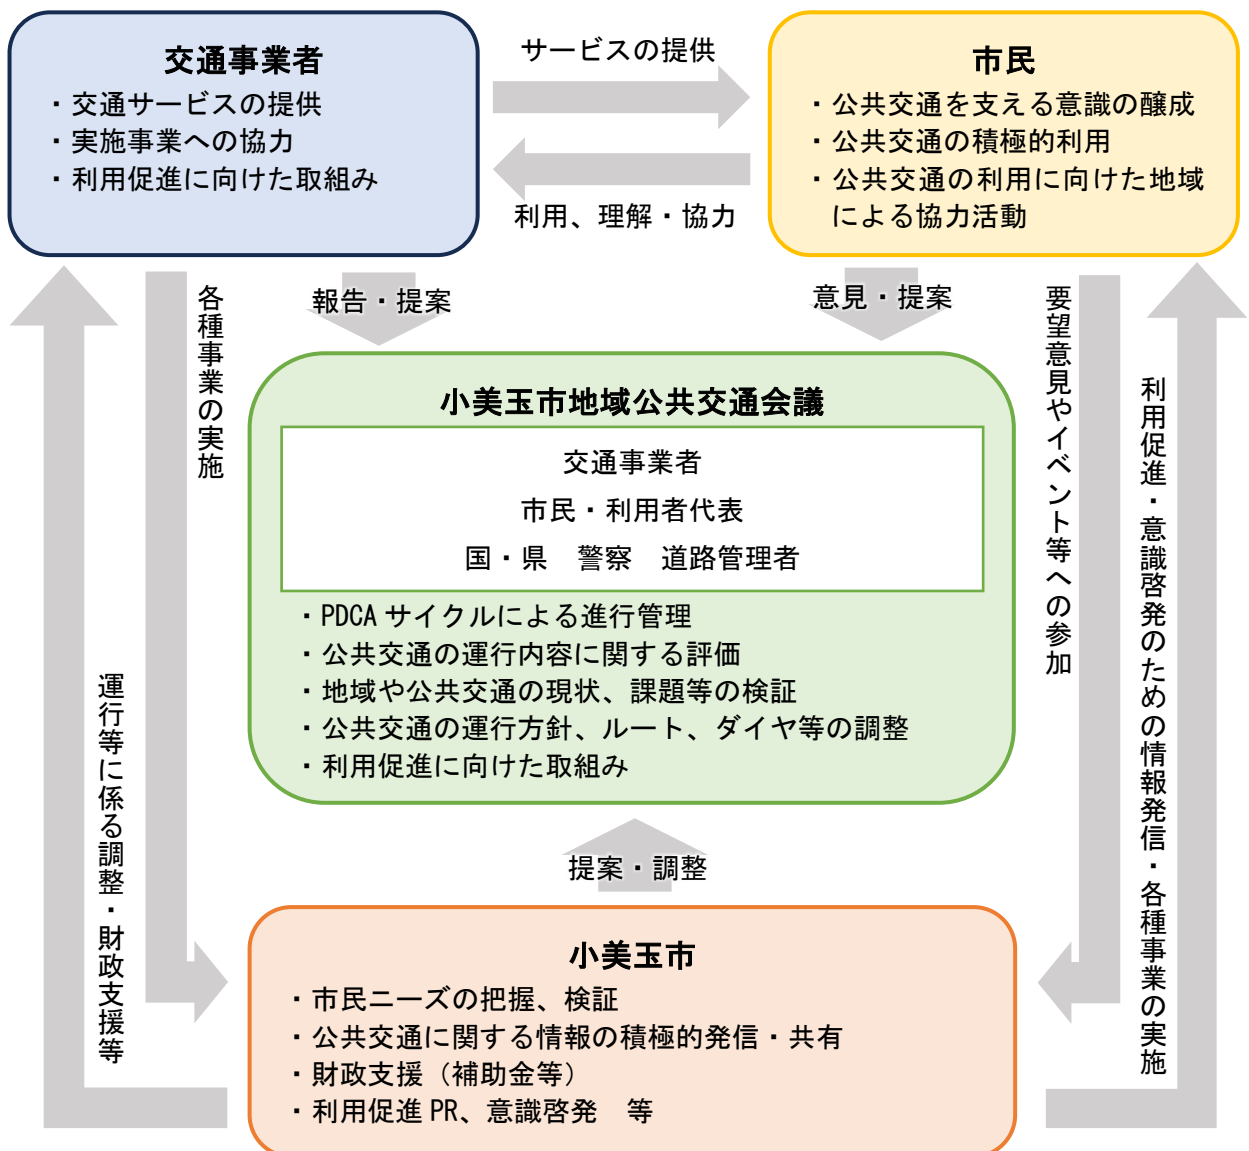 交通事業者
・交通サービスの提供
・実施事業への協力
・利用促進に向けた取組み
サービスの提供
利用、理解・協力
市民
・公共交通を支える意識の醸成
・公共交通の積極的利用
・公共交通の利用に向けた地域
による協力活動
各種事業の実施
報告・提案
意見・提案
要望意見やイベント等への参加
利用促進・意識啓発のための情報発信・各種事業の実施
小美玉市地域公共交通会議
交通事業者
市民・利用者代表
国・県　警察　道路管理者
・PDCA サイクルによる進行管理
・公共交通の運行内容に関する評価
・地域や公共交通の現状、課題等の検証
・公共交通の運行方針、ルート、ダイヤ等の調整
・利用促進に向けた取組み
運行等に係る調整・財政支援等
提案・調整
小美玉市
・市民ニーズの把握、検証
・公共交通に関する情報の積極的発信・共有
・財政支援（補助金等）
・利用促進 PR、意識啓発　等